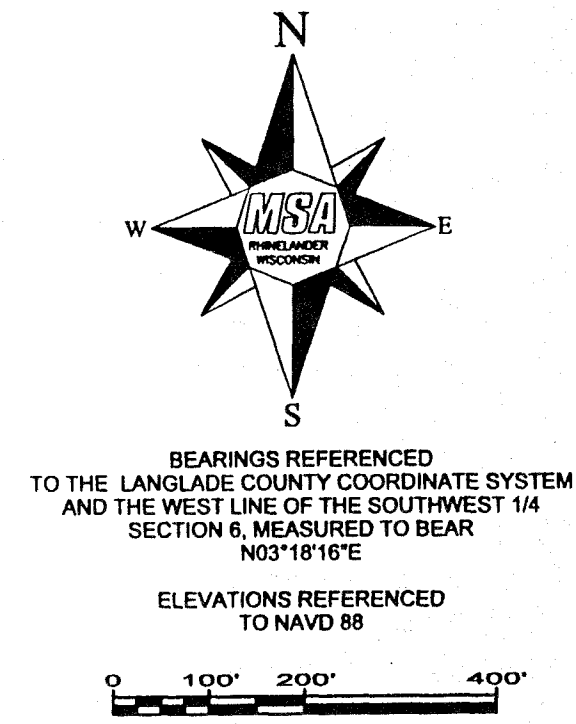 N
W
MSA
E
RHINELANDER
WISCONSIN
S
BEARINGS REFERENCED
TO THE LANGLADE COUNTY COORDINATE SYSTEM
AND THE WEST LINE OF THE SOUTHWEST 1/4
SECTION 6, MEASURED TO BEAR
N03°18'16"E
ELEVATIONS REFERENCED
TO NAVD 88
0 100' 200' 400'